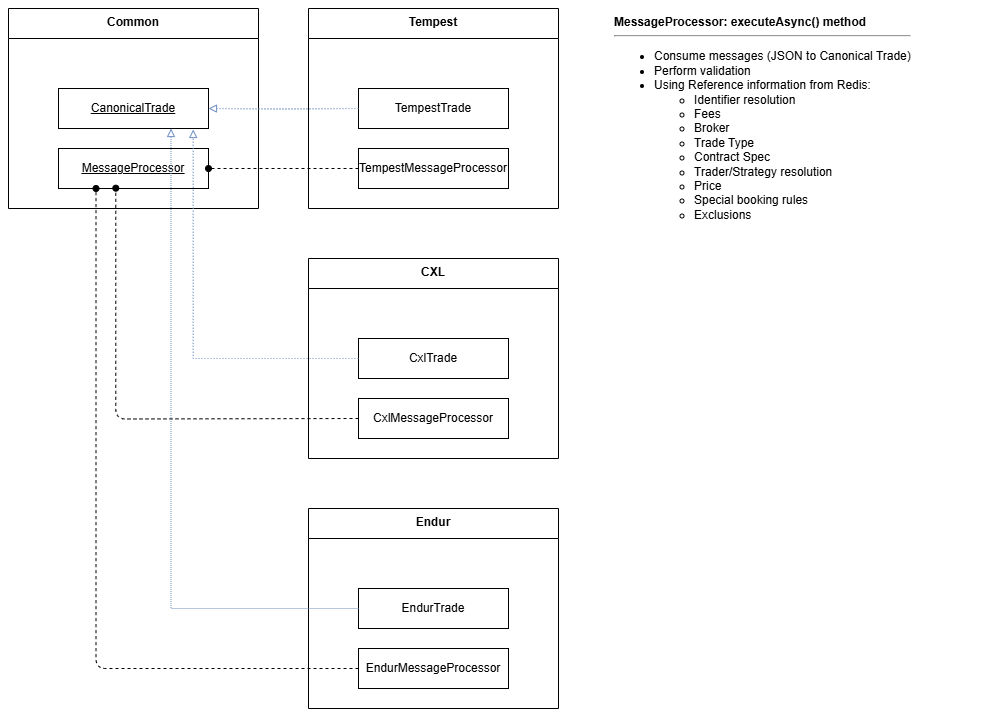 Common
CanonicalTrade
MessageProcessor
Tempest
TempestTrade
TempestMessageProcessor
CXL
CxlTrade
CxlMessageProcessor
Endur
EndurTrade
EndurMessageProcessor
MessageProcessor: executeAsync() method
Consume messages (JSON to Canonical Trade)
Perform validation
Using Reference information from Redis:
Identifier resolution
Fees
Broker
Trade Type
Contract Spec
Trader/Strategy resolution
Price
Special booking rules
Exclusions